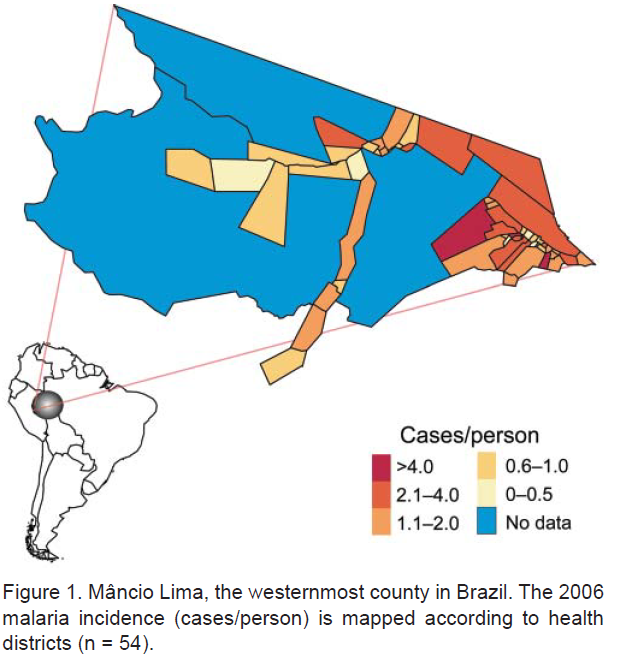 Cases/person
>4.0
2.1–4.0
1.1–2.0
0.6–1.0
0–0.5
No data
Figure 1. Mâncio Lima, the westernmost county in Brazil. The 2006
malaria incidence (cases/person) is mapped according to health
districts (n = 54).